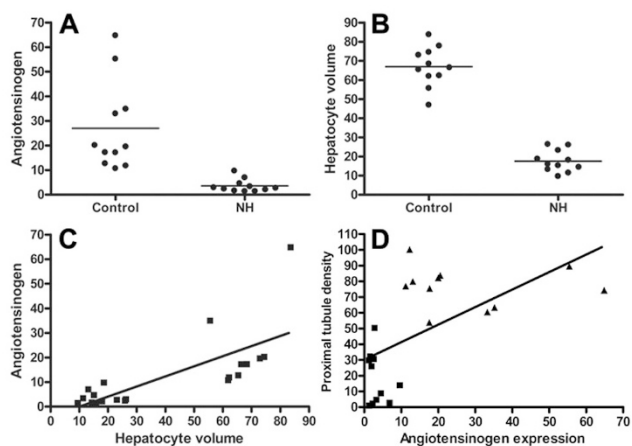 A
Angiotensinogen
70
60
50
40
30
20
10
0
Control NH
B
Hepatocyte volume
100
90
80
70
60
50
40
30
20
10
0
Control NH
C
Angiotensinogen
70
60
50
40
30
20
10
0
0 10 20 30 40 50 60 70 80 90
Hepatocyte volume
D
Proximal tubule density
110
100
90
80
70
60
50
40
30
20
10
0
0 10 20 30 40 50 60 70
Angiotensinogen expression